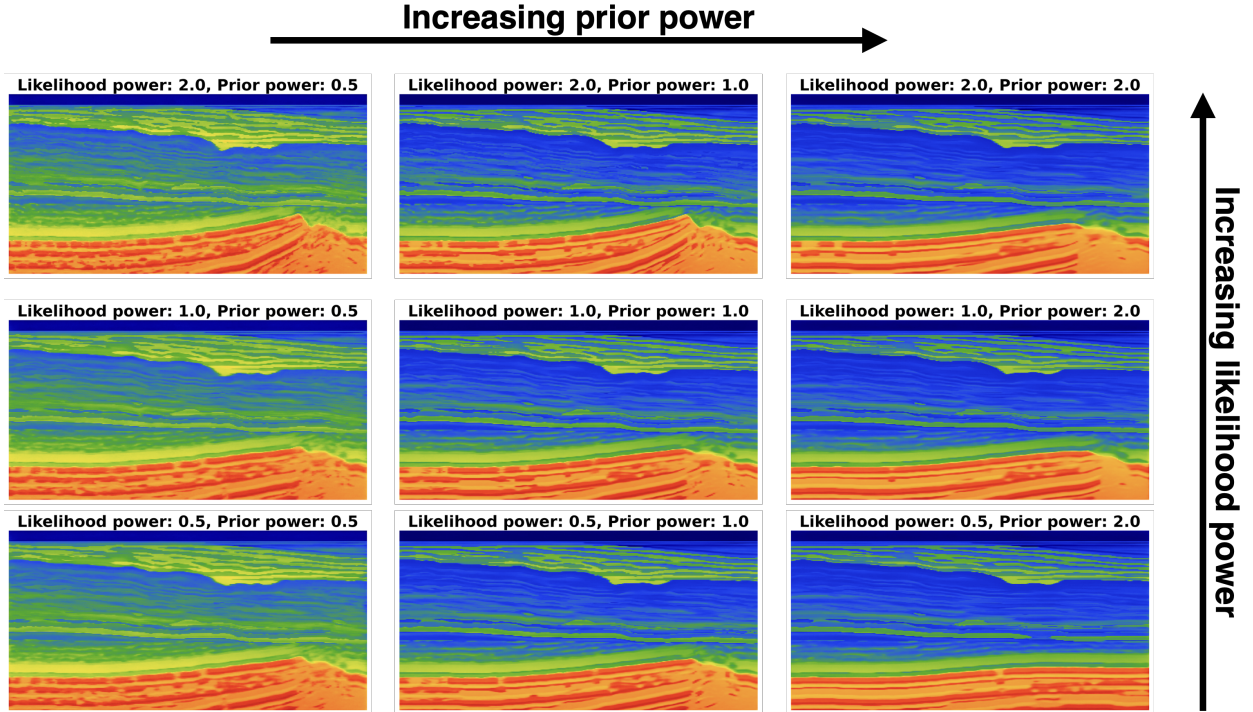 Increasing prior power
Likelihood power: 2.0, Prior power: 0.5
Likelihood power: 2.0, Prior power: 1.0
Likelihood power: 2.0, Prior power: 2.0
Likelihood power: 1.0, Prior power: 0.5
Likelihood power: 1.0, Prior power: 1.0
Likelihood power: 1.0, Prior power: 2.0
Likelihood power: 0.5, Prior power: 0.5
Likelihood power: 0.5, Prior power: 1.0
Likelihood power: 0.5, Prior power: 2.0
Increasing likelihood power